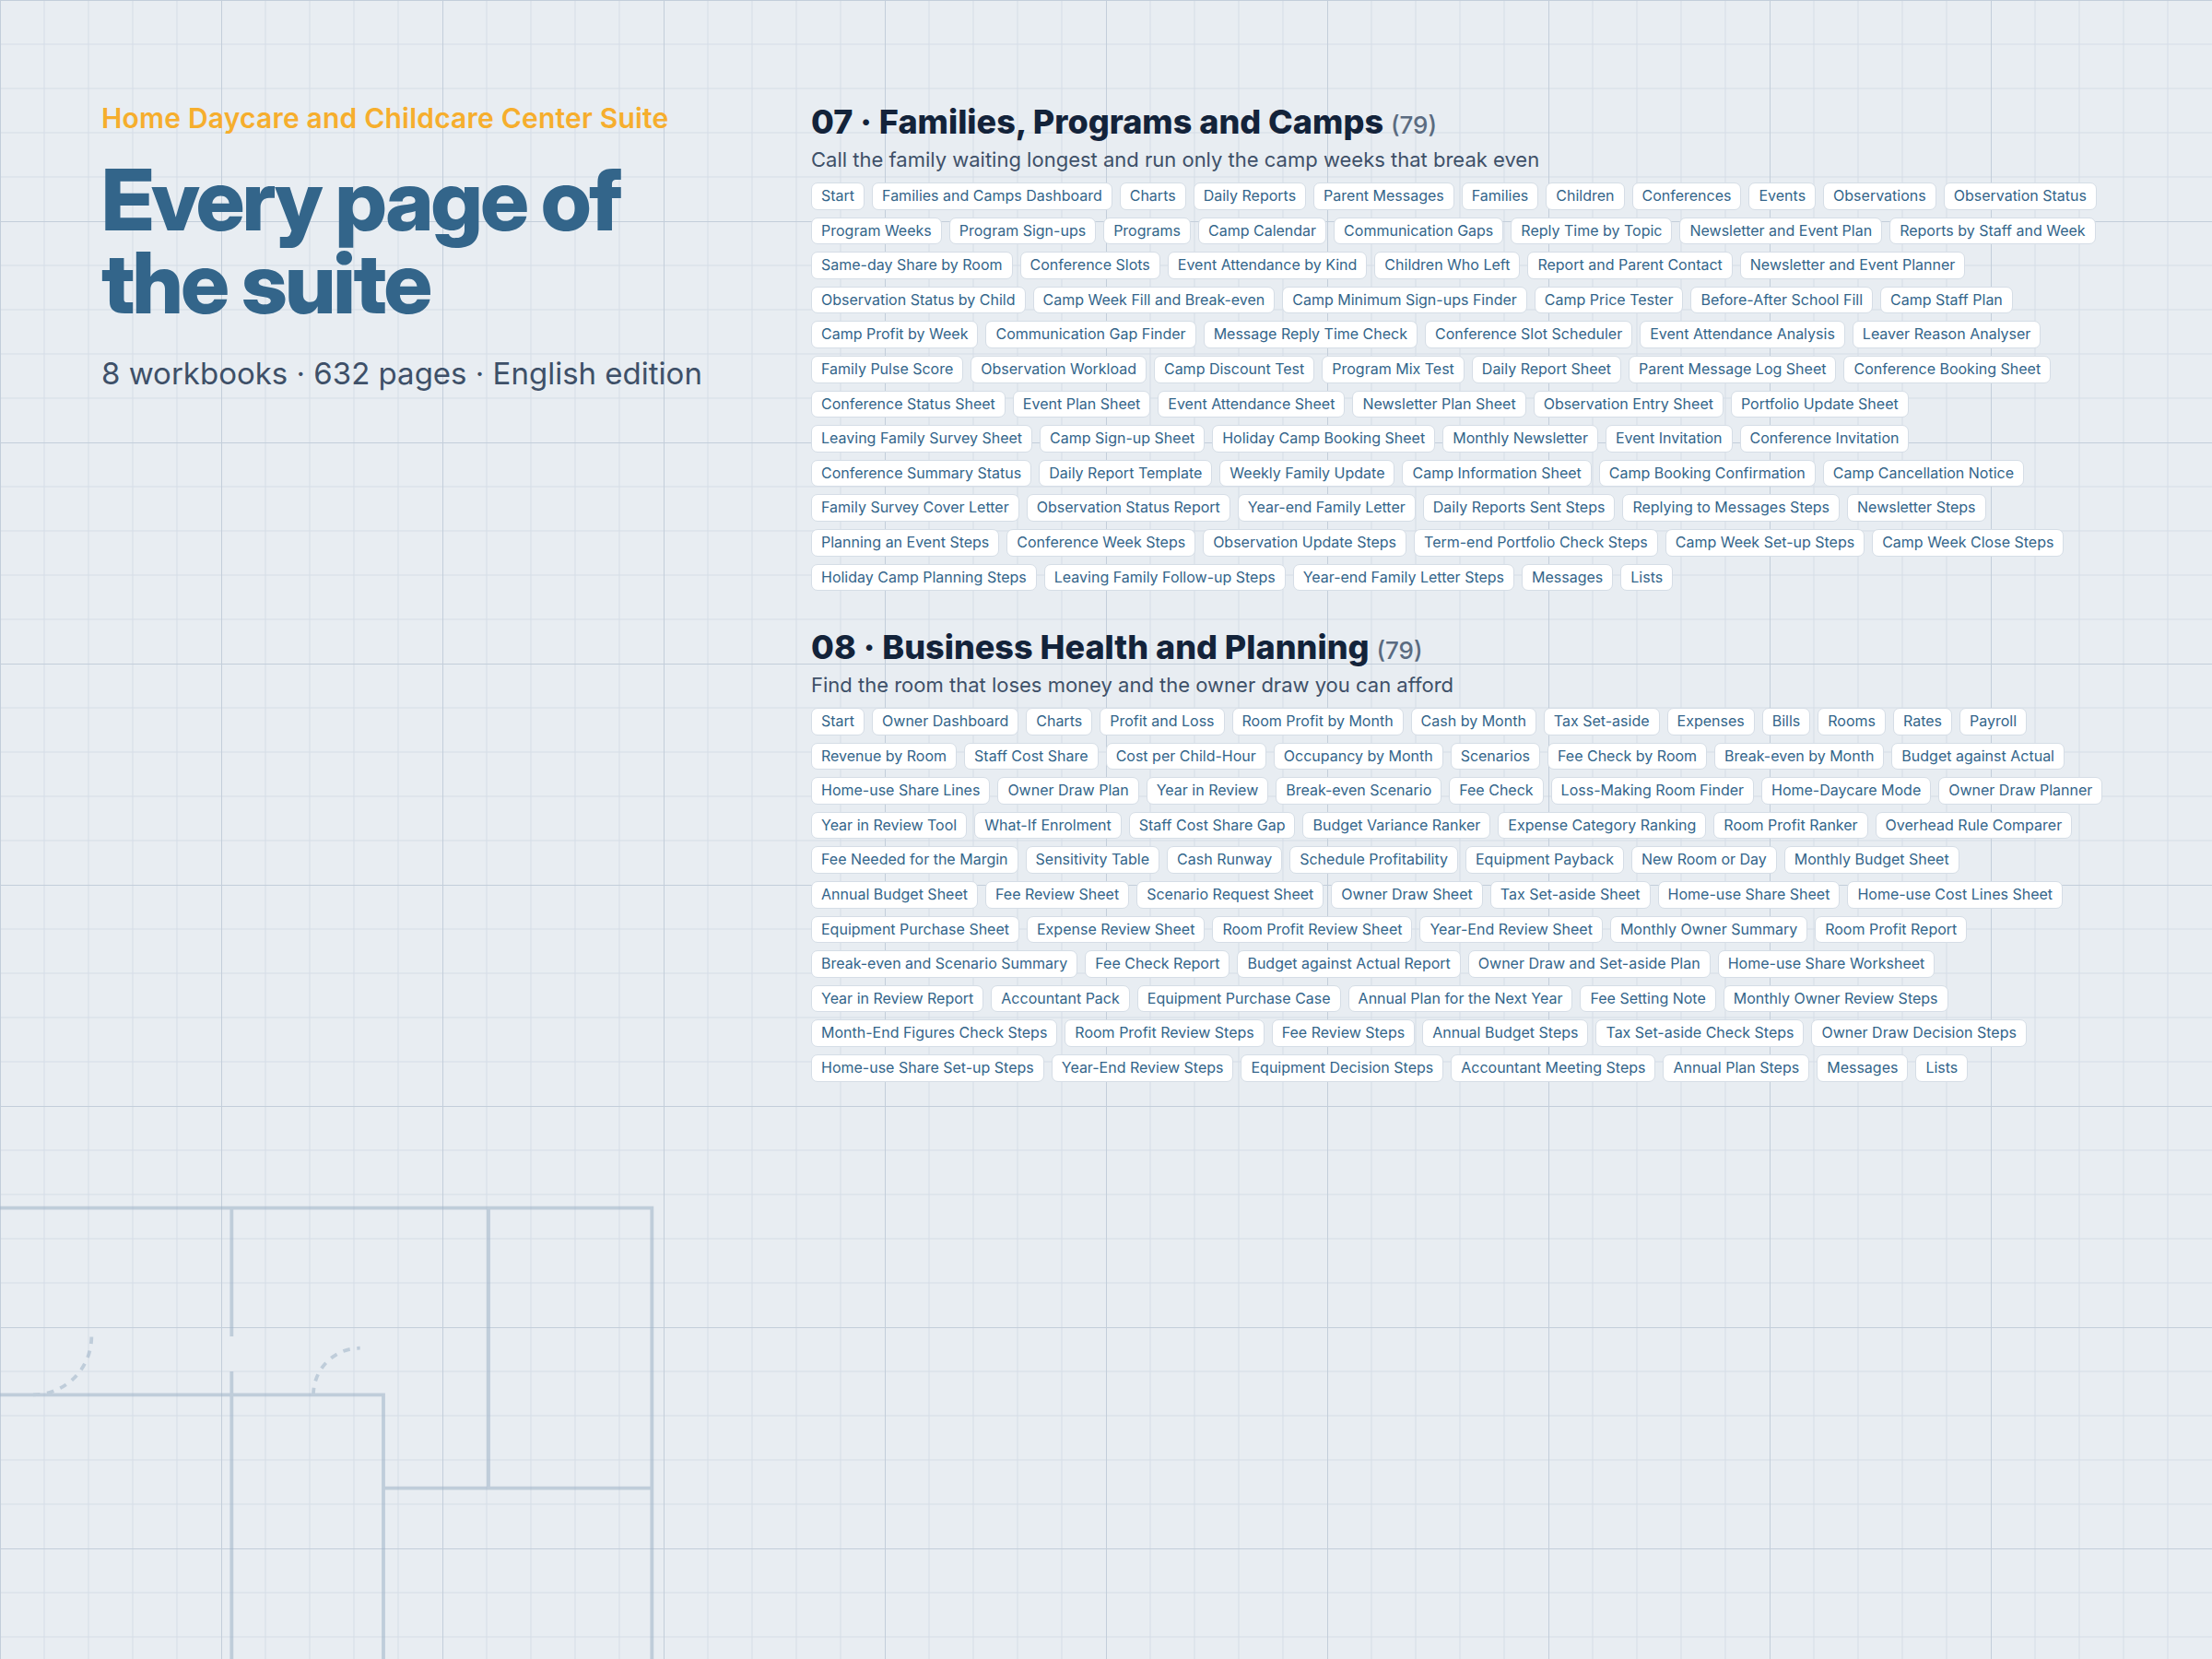 Home Daycare and Childcare Center Suite
Every page of
the suite
8 workbooks · 632 pages · English edition
07 · Families, Programs and Camps (79)
Call the family waiting longest and run only the camp weeks that break even
Start Families and Camps Dashboard Charts Daily Reports Parent Messages Families Children Conferences Events Observations Observation Status
Program Weeks Program Sign-ups Programs Camp Calendar Communication Gaps Reply Time by Topic Newsletter and Event Plan Reports by Staff and Week
Same-day Share by Room Conference Slots Event Attendance by Kind Children Who Left Report and Parent Contact Newsletter and Event Planner
Observation Status by Child Camp Week Fill and Break-even Camp Minimum Sign-ups Finder Camp Price Tester Before-After School Fill Camp Staff Plan
Camp Profit by Week Communication Gap Finder Message Reply Time Check Conference Slot Scheduler Event Attendance Analysis Leaver Reason Analyser
Family Pulse Score Observation Workload Camp Discount Test Program Mix Test Daily Report Sheet Parent Message Log Sheet Conference Booking Sheet
Conference Status Sheet Event Plan Sheet Event Attendance Sheet Newsletter Plan Sheet Observation Entry Sheet Portfolio Update Sheet
Leaving Family Survey Sheet Camp Sign-up Sheet Holiday Camp Booking Sheet Monthly Newsletter Event Invitation Conference Invitation
Conference Summary Status Daily Report Template Weekly Family Update Camp Information Sheet Camp Booking Confirmation Camp Cancellation Notice
Family Survey Cover Letter Observation Status Report Year-end Family Letter Daily Reports Sent Steps Replying to Messages Steps Newsletter Steps
Planning an Event Steps Conference Week Steps Observation Update Steps Term-end Portfolio Check Steps Camp Week Set-up Steps Camp Week Close Steps
Holiday Camp Planning Steps Leaving Family Follow-up Steps Year-end Family Letter Steps Messages Lists
08 · Business Health and Planning (79)
Find the room that loses money and the owner draw you can afford
Start Owner Dashboard Charts Profit and Loss Room Profit by Month Cash by Month Tax Set-aside Expenses Bills Rooms Rates Payroll
Revenue by Room Staff Cost Share Cost per Child-Hour Occupancy by Month Scenarios Fee Check by Room Break-even by Month Budget against Actual
Home-use Share Lines Owner Draw Plan Year in Review Break-even Scenario Fee Check Loss-Making Room Finder Home-Daycare Mode Owner Draw Planner
Year in Review Tool What-If Enrolment Staff Cost Share Gap Budget Variance Ranker Expense Category Ranking Room Profit Ranker Overhead Rule Comparer
Fee Needed for the Margin Sensitivity Table Cash Runway Schedule Profitability Equipment Payback New Room or Day Monthly Budget Sheet
Annual Budget Sheet Fee Review Sheet Scenario Request Sheet Owner Draw Sheet Tax Set-aside Sheet Home-use Share Sheet Home-use Cost Lines Sheet
Equipment Purchase Sheet Expense Review Sheet Room Profit Review Sheet Year-End Review Sheet Monthly Owner Summary Room Profit Report
Break-even and Scenario Summary Fee Check Report Budget against Actual Report Owner Draw and Set-aside Plan Home-use Share Worksheet
Year in Review Report Accountant Pack Equipment Purchase Case Annual Plan for the Next Year Fee Setting Note Monthly Owner Review Steps
Month-End Figures Check Steps Room Profit Review Steps Fee Review Steps Annual Budget Steps Tax Set-aside Check Steps Owner Draw Decision Steps
Home-use Share Set-up Steps Year-End Review Steps Equipment Decision Steps Accountant Meeting Steps Annual Plan Steps Messages Lists